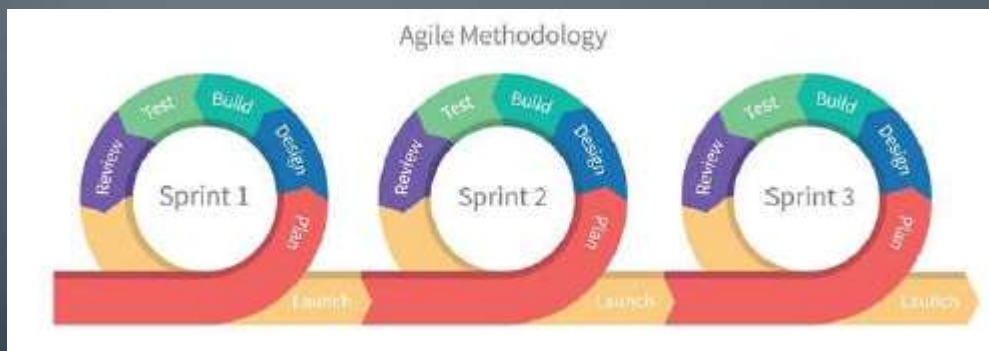 Agile Methodology
Test
Build
Review
Design
Sprint 1
Plan
Launch
Test
Build
Review
Design
Sprint 2
Plan
Launch
Test
Build
Review
Design
Sprint 3
Plan
Launch